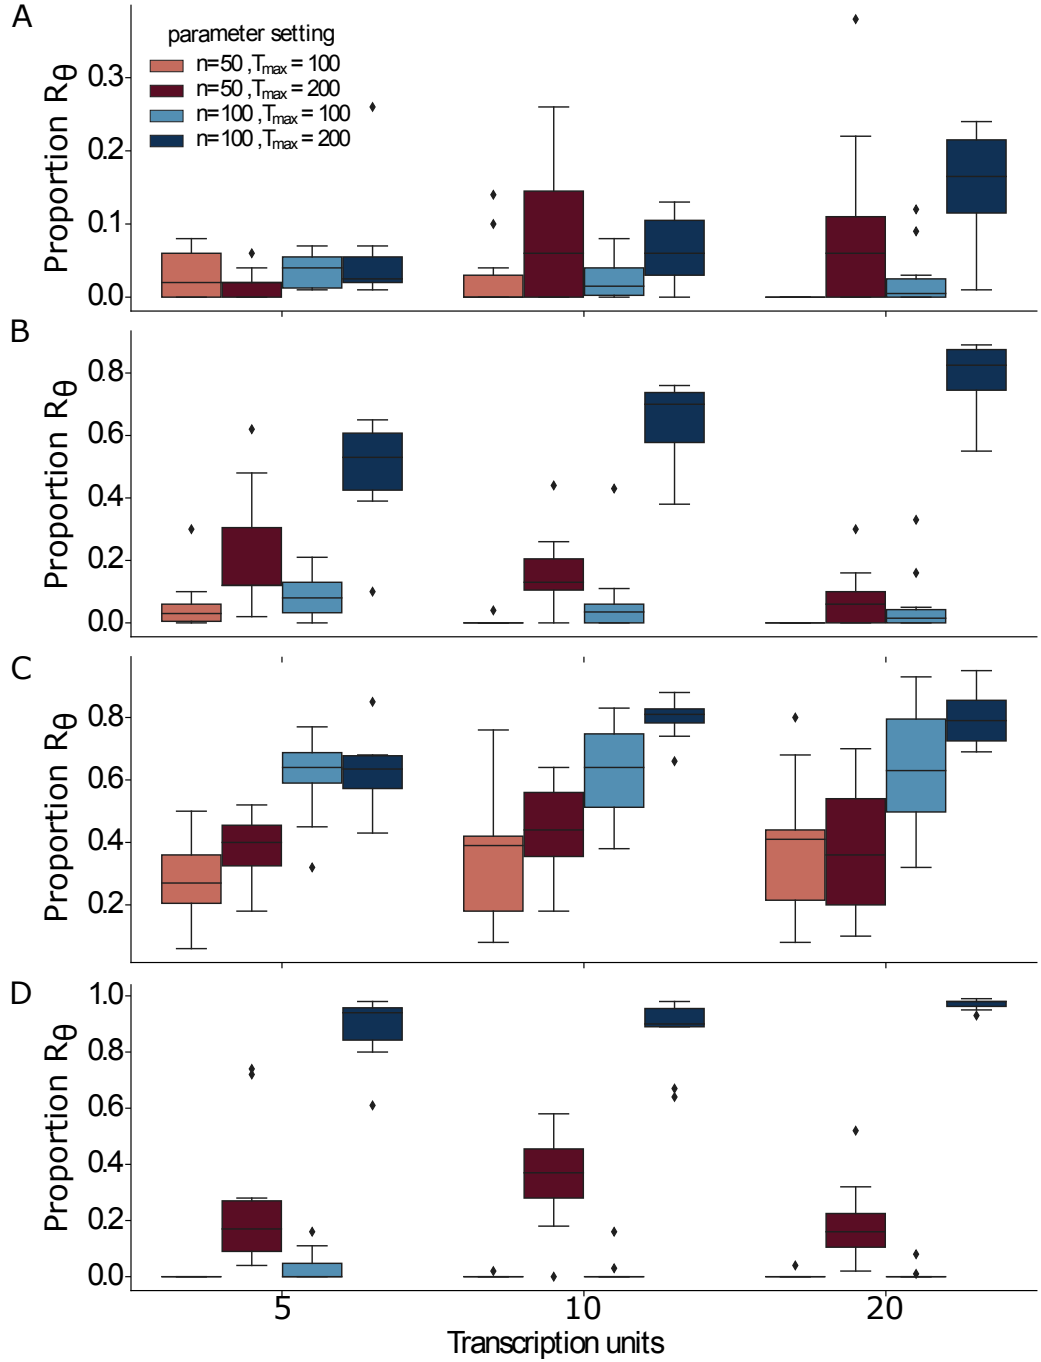 A
parameter setting
n=50 ,Tmax = 100
n=50 ,Tmax = 200
n=100 ,Tmax = 100
n=100 ,Tmax = 200
Proportion Rθ
0.3
0.2
0.1
0.0
B
Proportion Rθ
0.8
0.6
0.4
0.2
0.0
C
Proportion Rθ
0.8
0.6
0.4
0.2
D
Proportion Rθ
1.0
0.8
0.6
0.4
0.2
0.0
5 10 20
Transcription units